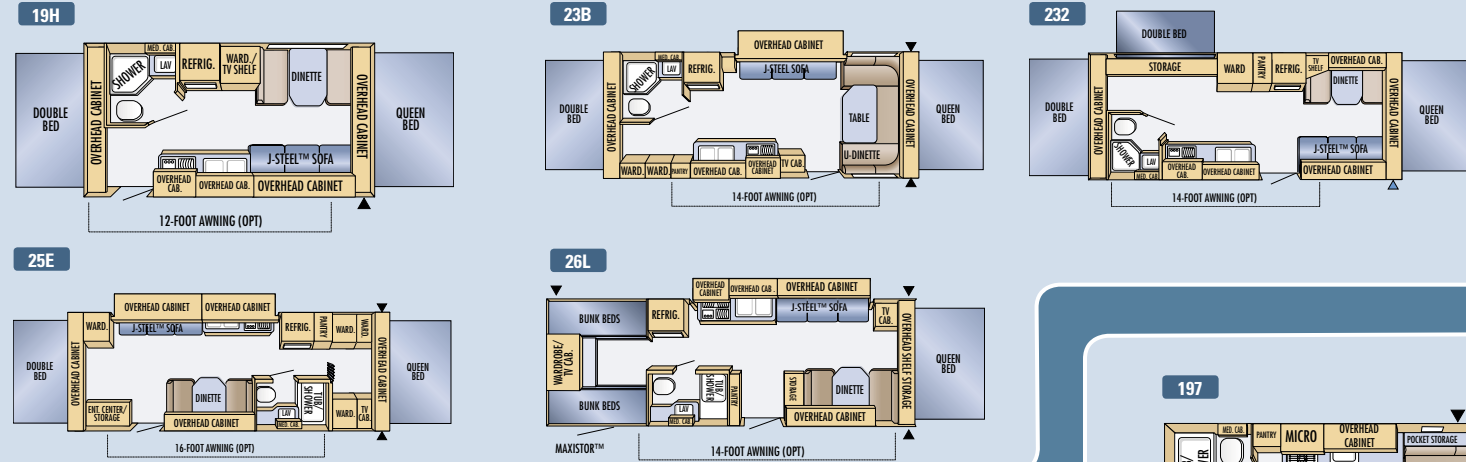 19H
MED. CAB.
SHOWER
LAV
REFRIG.
WARD./
TV SHELF
DINETTE
DOUBLE
BED
OVERHEAD CABINET
OVERHEAD CABINET
QUEEN
BED
J-STEEL™ SOFA
OVERHEAD
CAB.
OVERHEAD CAB.
OVERHEAD CABINET
12-FOOT AWNING (OPT)
23B
OVERHEAD CABINET
MED. CAB.
SHOWER
LAV
REFRIG.
J-STEEL SOFA
DOUBLE
BED
OVERHEAD CABINET
TABLE
OVERHEAD CABINET
QUEEN
BED
U-DINETTE
WARD.
WARD.
PANTRY
OVERHEAD CAB.
OVERHEAD
CABINET
TV CAB.
14-FOOT AWNING (OPT)
232
DOUBLE BED
STORAGE
WARD
PANTRY
REFRIG.
TV
SHELF
OVERHEAD CAB.
DINETTE
DOUBLE
BED
OVERHEAD CABINET
OVERHEAD CABINET
QUEEN
BED
SHOWER
LAV
MED. CAB.
J-STEEL™ SOFA
OVERHEAD
CAB.
OVERHEAD CABINET
OVERHEAD CABINET
14-FOOT AWNING (OPT)
25E
OVERHEAD CABINET
OVERHEAD CABINET
WARD.
J-STEEL™ SOFA
REFRIG.
PANTRY
WARD.
WARD.
DOUBLE
BED
OVERHEAD CABINET
OVERHEAD CABINET
QUEEN
BED
DINETTE
ENT. CENTER/
STORAGE
OVERHEAD CABINET
LAV
MED. CAB.
TUB/
SHOWER
WARD.
TV
CAB.
16-FOOT AWNING (OPT)
26L
OVERHEAD
CABINET
OVERHEAD CAB.
OVERHEAD CABINET
BUNK BEDS
REFRIG.
J-STEEL™ SOFA
TV
CAB.
WARDROBE/
TV CAB.
OVERHEAD SHELF STORAGE
QUEEN
BED
BUNK BEDS
LAV
MED. CAB.
TUB/
SHOWER
PANTRY
STORAGE
DINETTE
OVERHEAD CABINET
MAXISTOR™
14-FOOT AWNING (OPT)
197
MED. CAB.
PANTRY
MICRO
OVERHEAD
CABINET
POCKET STORAGE